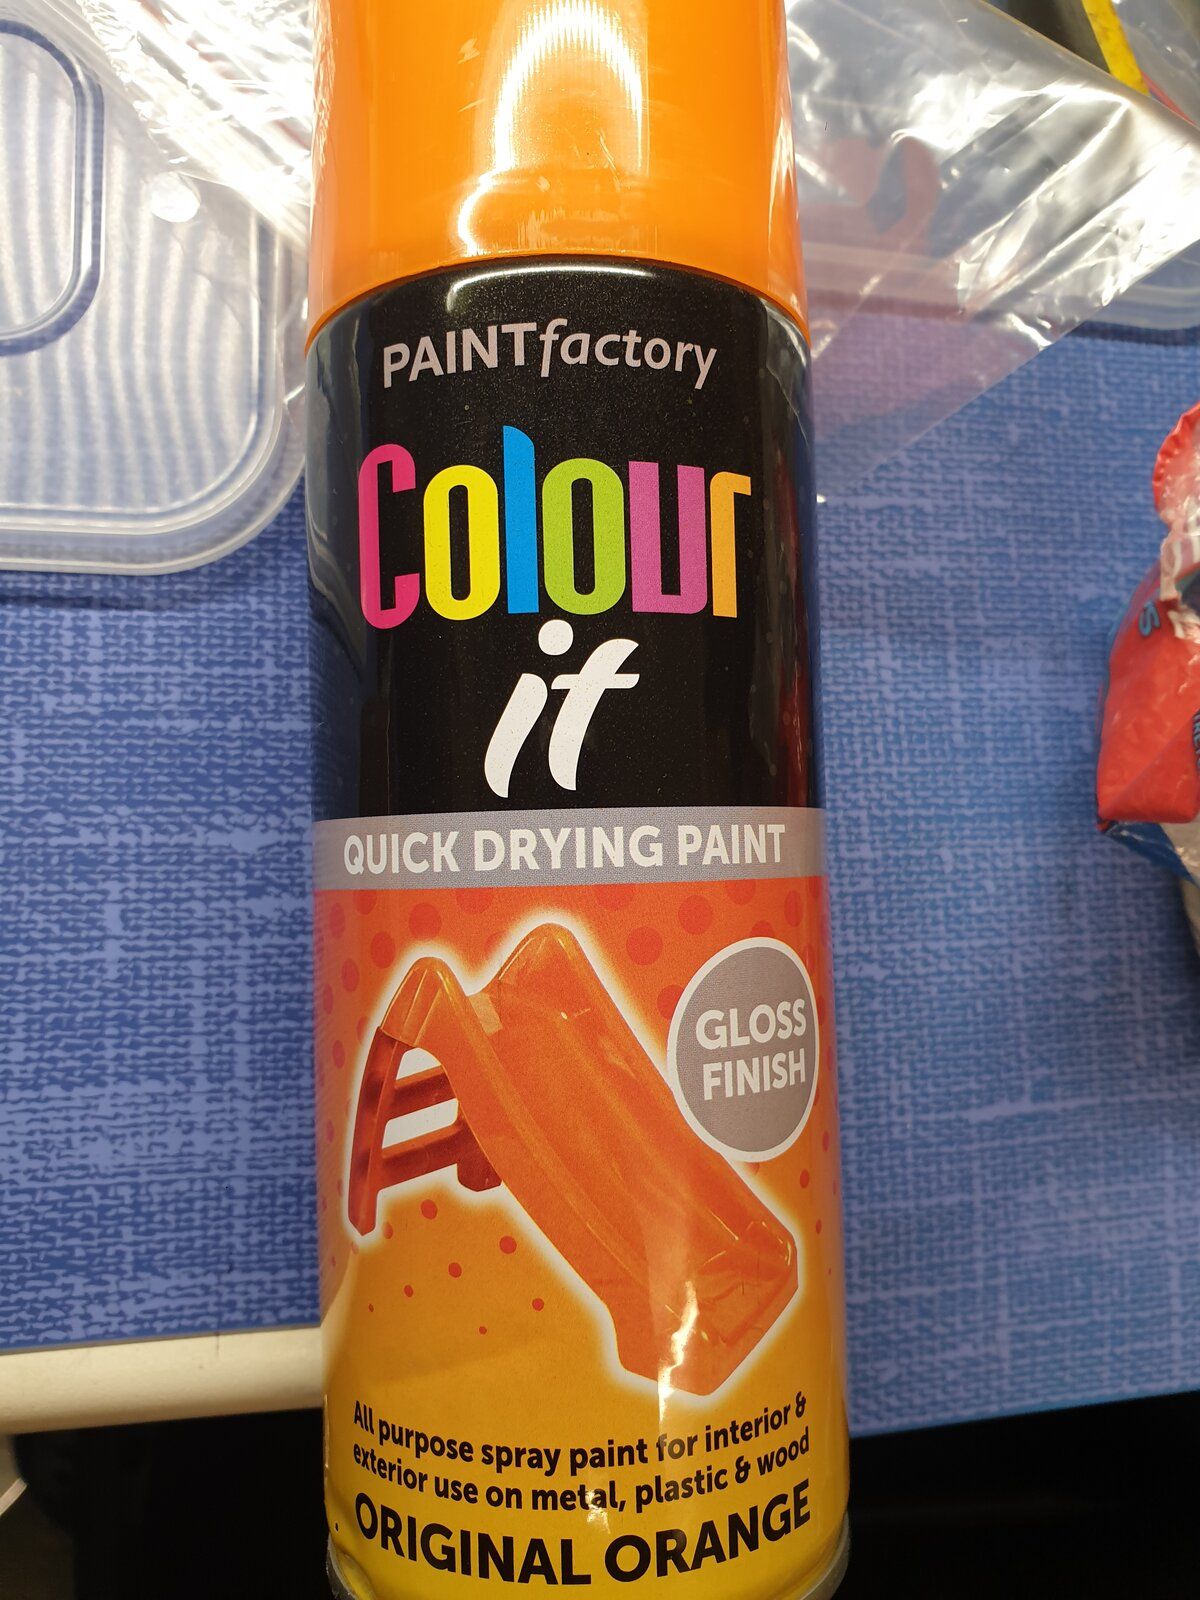 PAINTfactory
Colour
it
QUICK DRYING PAINT
GLOSS
FINISH
All purpose spray paint for interior &
exterior use on metal, plastic & wood
ORIGINAL ORANGE